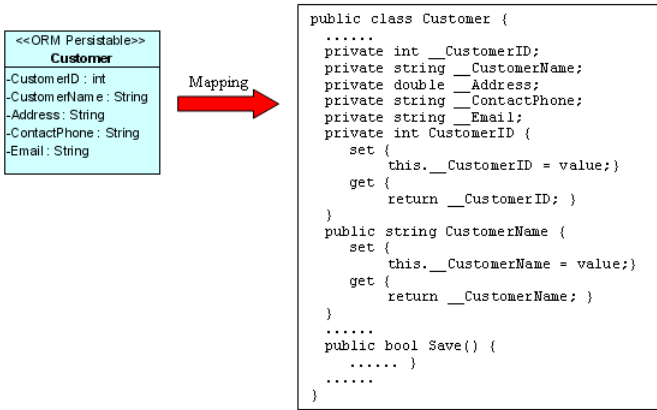 <<ORM Persistable>>
Customer
-CustomerID : int
-CustomerName : String
-Address : String
-ContactPhone : String
-Email : String
Mapping
public class Customer {
......
private int __CustomerID;
private string __CustomerName;
private double __Address;
private string __ContactPhone;
private string __Email;
private int CustomerID {
set {
this.__CustomerID = value;}
get {
return __CustomerID; }
}
public string CustomerName {
set {
this.__CustomerName = value;}
get {
return __CustomerName; }
}
......
public bool Save() {
...... }
......
}